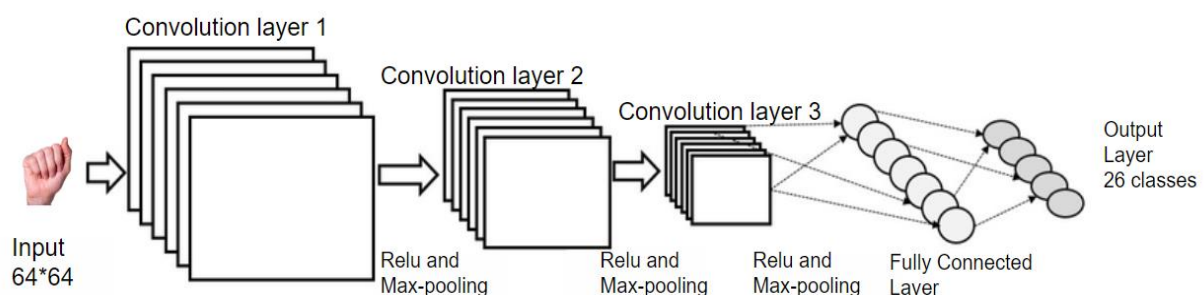 Convolution layer 1
Convolution layer 2
Convolution layer 3
Input
64*64
Relu and
Max-pooling
Relu and
Max-pooling
Relu and
Max-pooling
Fully Connected
Layer
Output
Layer
26 classes